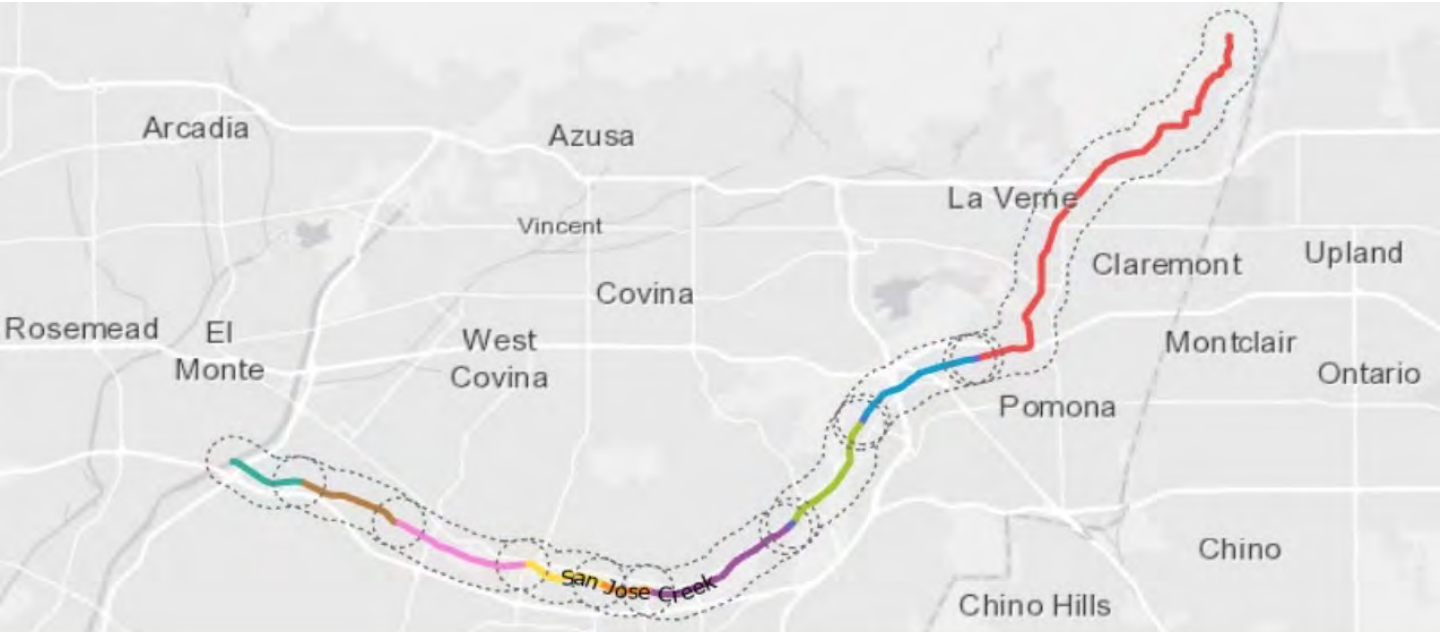 Arcadia
Azusa
La Verne
Vincent
Claremont
Upland
Covina
Rosemead
El
Monte
West
Covina
Montclair
Ontario
Pomona
San Jose Creek
Chino
Chino Hills